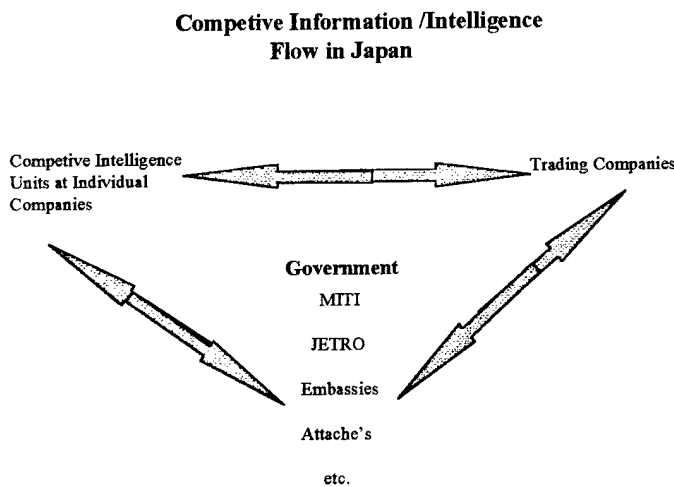 Competive Information /Intelligence
Flow in Japan
Competive Intelligence
Units at Individual
Companies
Trading Companies
Government
MITI
JETRO
Embassies
Attache's
etc.